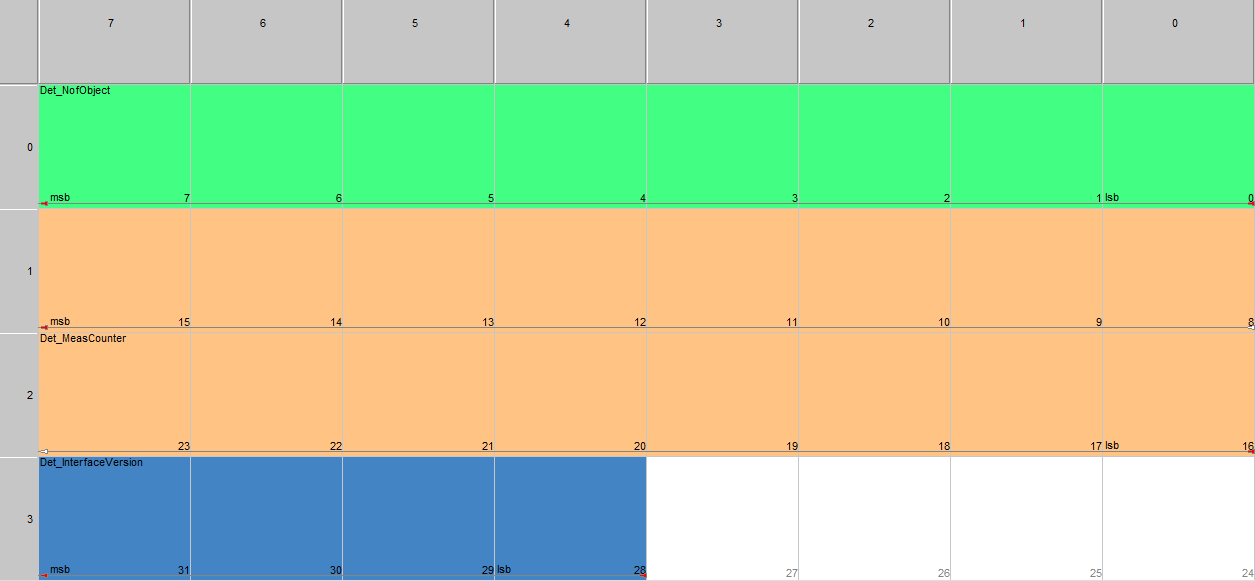 7 6 5 4 3 2 1 0
Det_NofObject
0
msb 7 6 5 4 3 2 1 lsb 0
1
msb 15 14 13 12 11 10 9 8
Det_MeasCounter
2
23 22 21 20 19 18 17 lsb 16
Det_InterfaceVersion
3
msb 31 30 29 lsb 28 27 26 25 24